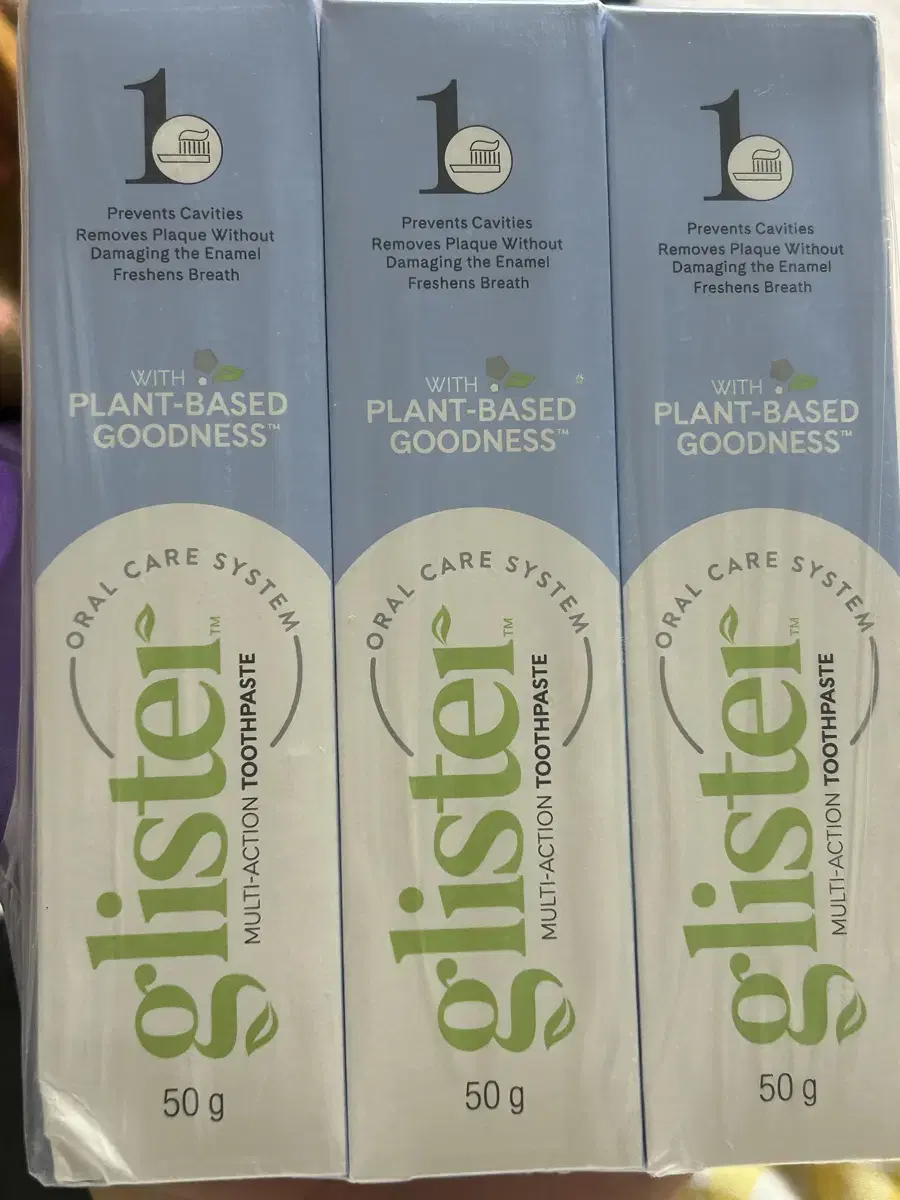 1
Prevents Cavities
Removes Plaque Without
Damaging the Enamel
Freshens Breath
WITH
PLANT-BASED
GOODNESS™
ORAL CARE SYSTEM
glister™
MULTI-ACTION TOOTHPASTE
50 g
1
Prevents Cavities
Removes Plaque Without
Damaging the Enamel
Freshens Breath
WITH
PLANT-BASED
GOODNESS™
ORAL CARE SYSTEM
glister™
MULTI-ACTION TOOTHPASTE
50 g
1
Prevents Cavities
Removes Plaque Without
Damaging the Enamel
Freshens Breath
WITH
PLANT-BASED
GOODNESS™
ORAL CARE SYSTEM
glister™
MULTI-ACTION TOOTHPASTE
50 g